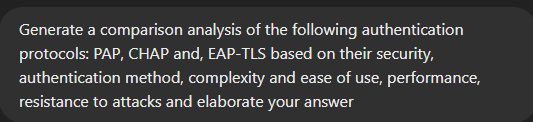 Generate a comparison analysis of the following authentication
protocols: PAP, CHAP and, EAP-TLS based on their security,
authentication method, complexity and ease of use, performance,
resistance to attacks and elaborate your answer